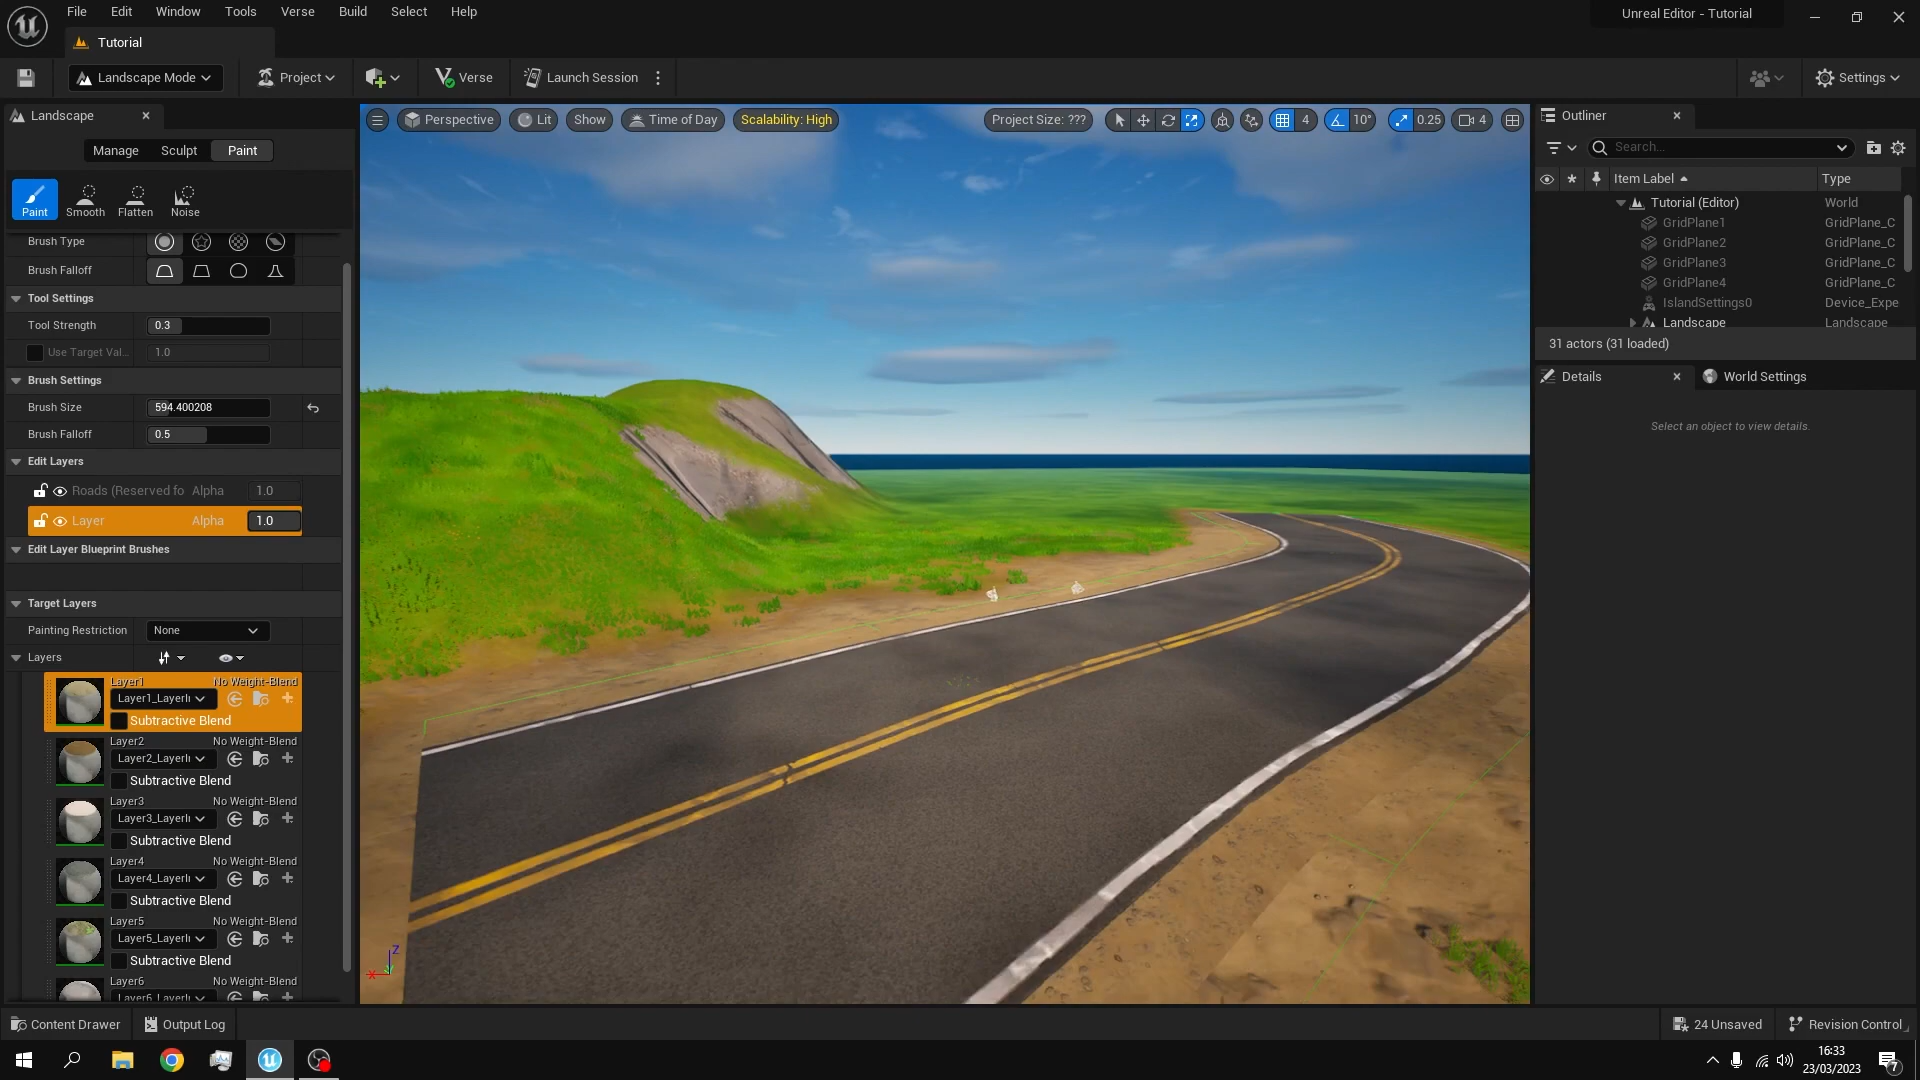 File Edit Window Tools Verse Build Select Help
Unreal Editor - Tutorial
Tutorial
Landscape Mode
Project
Verse
Launch Session
Settings
Landscape
Manage Sculpt Paint
Paint Smooth Flatten Noise
Brush Type
Brush Falloff
Tool Settings
Tool Strength 0.3
Use Target Val... 1.0
Brush Settings
Brush Size 594.400208
Brush Falloff 0.5
Edit Layers
Roads (Reserved fo Alpha 1.0
Layer Alpha 1.0
Edit Layer Blueprint Brushes
Target Layers
Painting Restriction None
Layers
Layer1 No Weight-Blend
Layer1_LayerI
Subtractive Blend
Layer2 No Weight-Blend
Layer2_LayerI
Subtractive Blend
Layer3 No Weight-Blend
Layer3_LayerI
Subtractive Blend
Layer4 No Weight-Blend
Layer4_LayerI
Subtractive Blend
Layer5 No Weight-Blend
Layer5_LayerI
Subtractive Blend
Layer6 No Weight-Blend
Layer6_LayerI
Perspective Lit Show Time of Day Scalability: High
Project Size: ??? 4 10° 0.25 4
Z
X
Outliner
Search...
Item Label Type
Tutorial (Editor) World
GridPlane1 GridPlane_C
GridPlane2 GridPlane_C
GridPlane3 GridPlane_C
GridPlane4 GridPlane_C
IslandSettings0 Device_Expe
Landscape Landscape
31 actors (31 loaded)
Details
World Settings
Select an object to view details.
Content Drawer Output Log
24 Unsaved Revision Control
16:33
23/03/2023
7